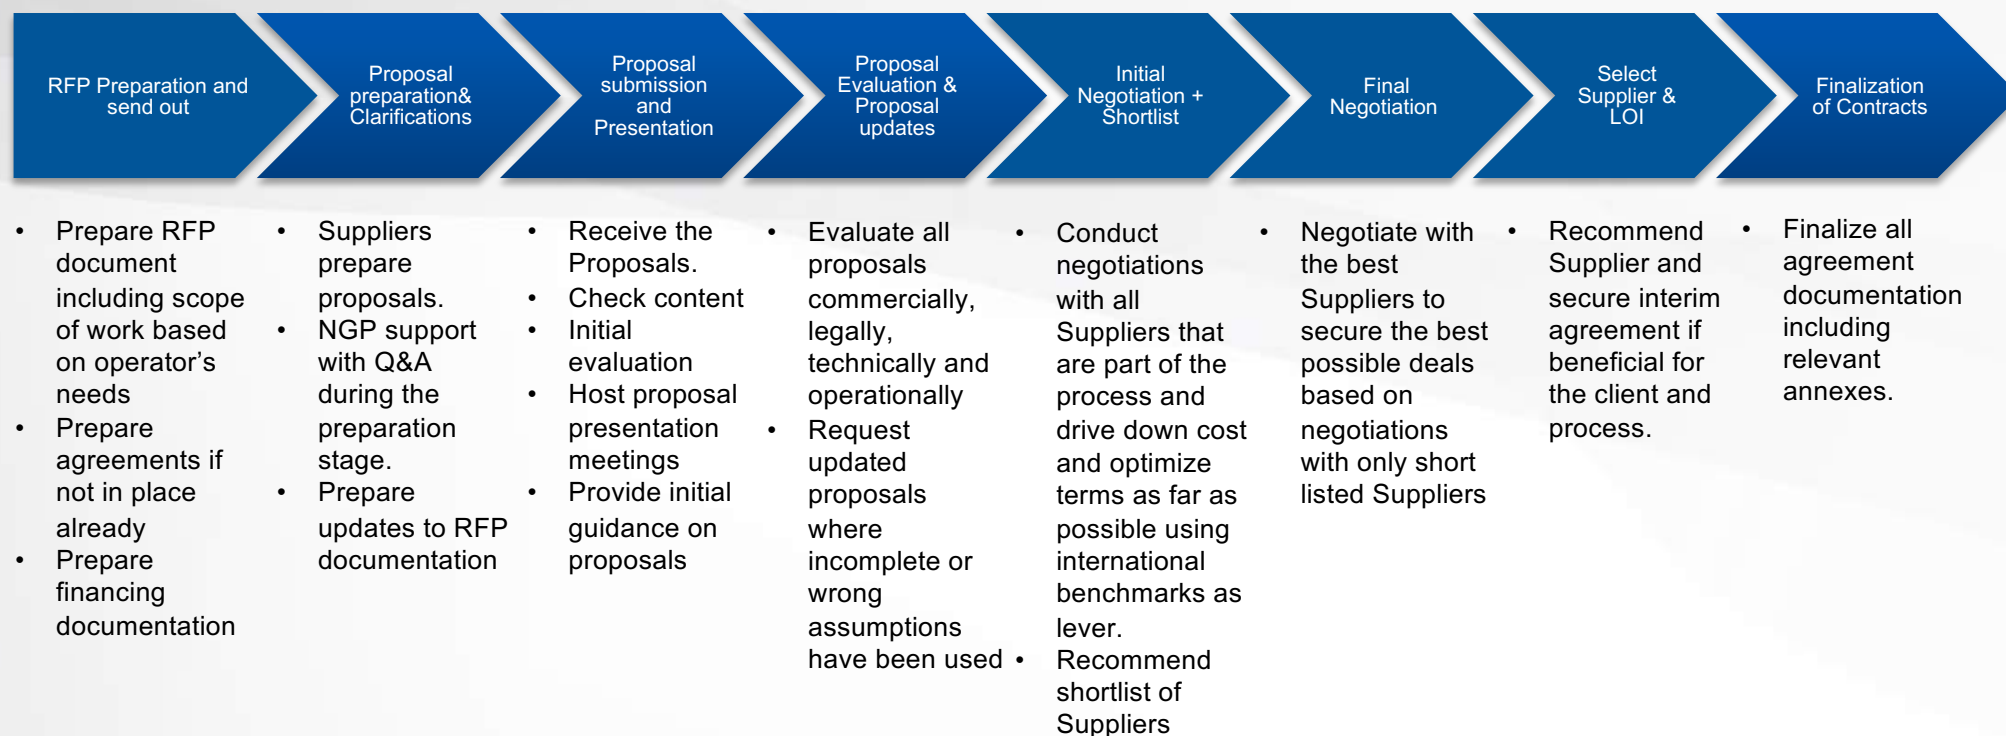 RFP Preparation and
send out
Proposal
preparation&
Clarifications
Proposal
submission
and
Presentation
Proposal
Evaluation &
Proposal
updates
Initial
Negotiation +
Shortlist
Final
Negotiation
Select
Supplier &
LOI
Finalization
of Contracts
• Prepare RFP
document
including scope
of work based
on operator’s
needs
• Prepare
agreements if
not in place
already
• Prepare
financing
documentation
• Suppliers
prepare
proposals.
• NGP support
with Q&A
during the
preparation
stage.
• Prepare
updates to RFP
documentation
• Receive the
Proposals.
• Check content
• Initial
evaluation
• Host proposal
presentation
meetings
• Provide initial
guidance on
proposals
• Evaluate all
proposals
commercially,
legally,
technically and
operationally
• Request
updated
proposals
where
incomplete or
wrong
assumptions
have been used
• Conduct
negotiations
with all
Suppliers that
are part of the
process and
drive down cost
and optimize
terms as far as
possible using
international
benchmarks as
lever.
• Recommend
shortlist of
Suppliers
• Negotiate with
the best
Suppliers to
secure the best
possible deals
based on
negotiations
with only short
listed Suppliers
• Recommend
Supplier and
secure interim
agreement if
beneficial for
the client and
process.
• Finalize all
agreement
documentation
including
relevant
annexes.